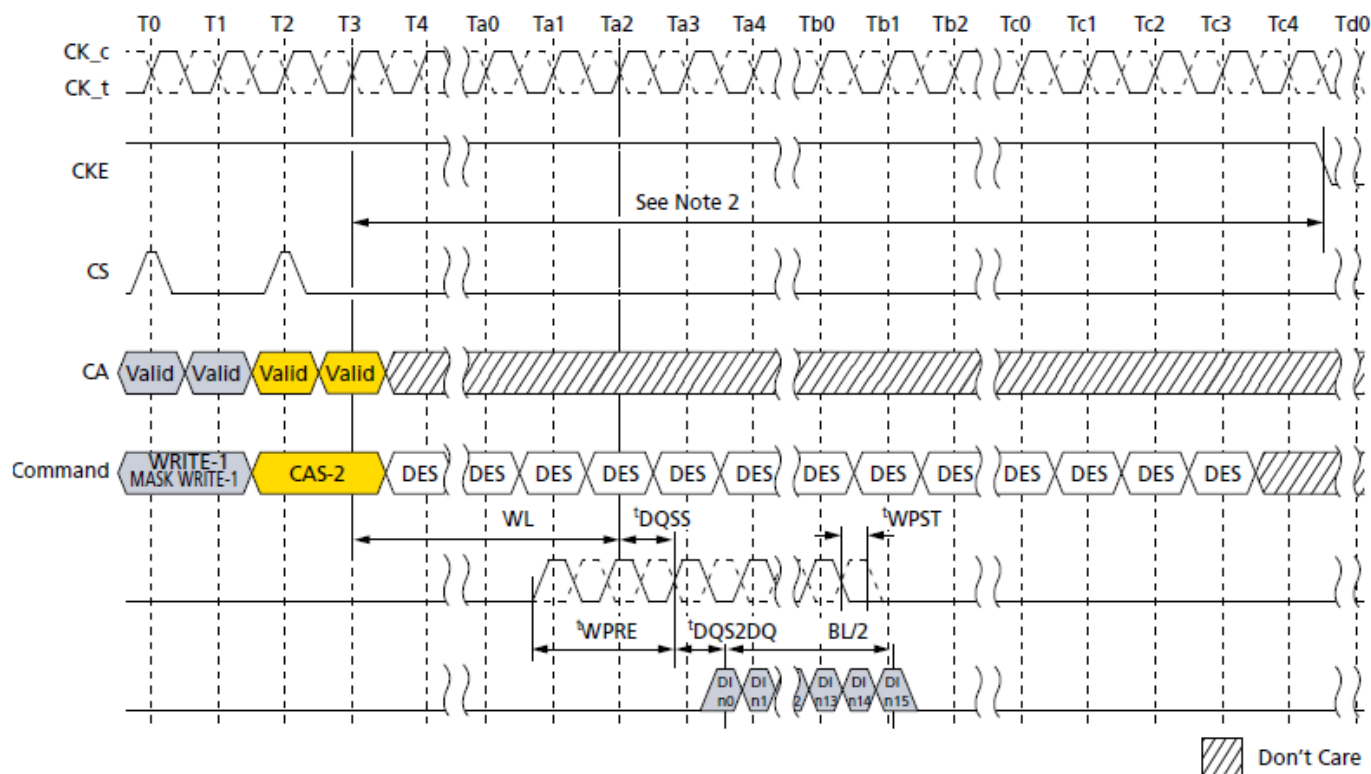 T0 T1 T2 T3 T4 Ta0 Ta1 Ta2 Ta3 Ta4 Tb0 Tb1 Tb2 Tc0 Tc1 Tc2 Tc3 Tc4 Td0
CK_c
CK_t
CKE
See Note 2
CS
CA Valid Valid Valid Valid
Command WRITE-1 MASK WRITE-1 CAS-2 DES DES DES DES DES DES DES DES DES DES DES DES DES
WL tDQSS tWPST
tWPRE tDQS2DQ BL/2
DI n0 DI n1 2 DI n13 DI n14 DI n15
Don't Care